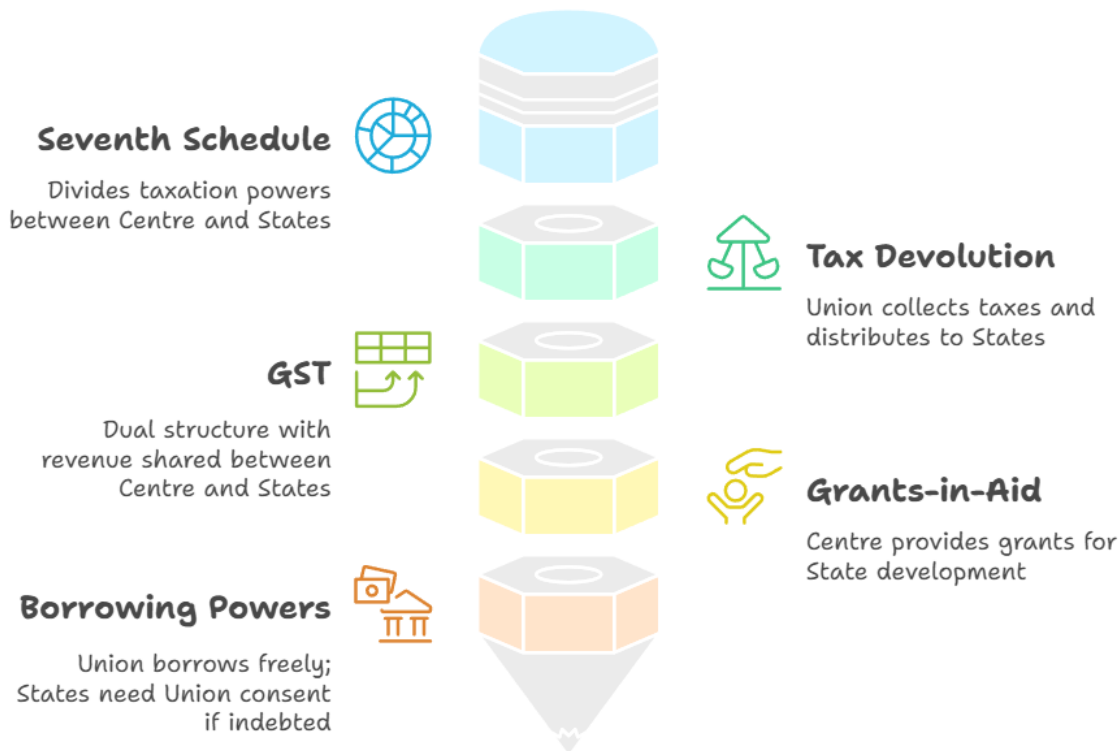 Seventh Schedule
Divides taxation powers
between Centre and States
Tax Devolution
Union collects taxes and
distributes to States
GST
Dual structure with
revenue shared between
Centre and States
Grants-in-Aid
Centre provides grants for
State development
Borrowing Powers
Union borrows freely;
States need Union consent
if indebted